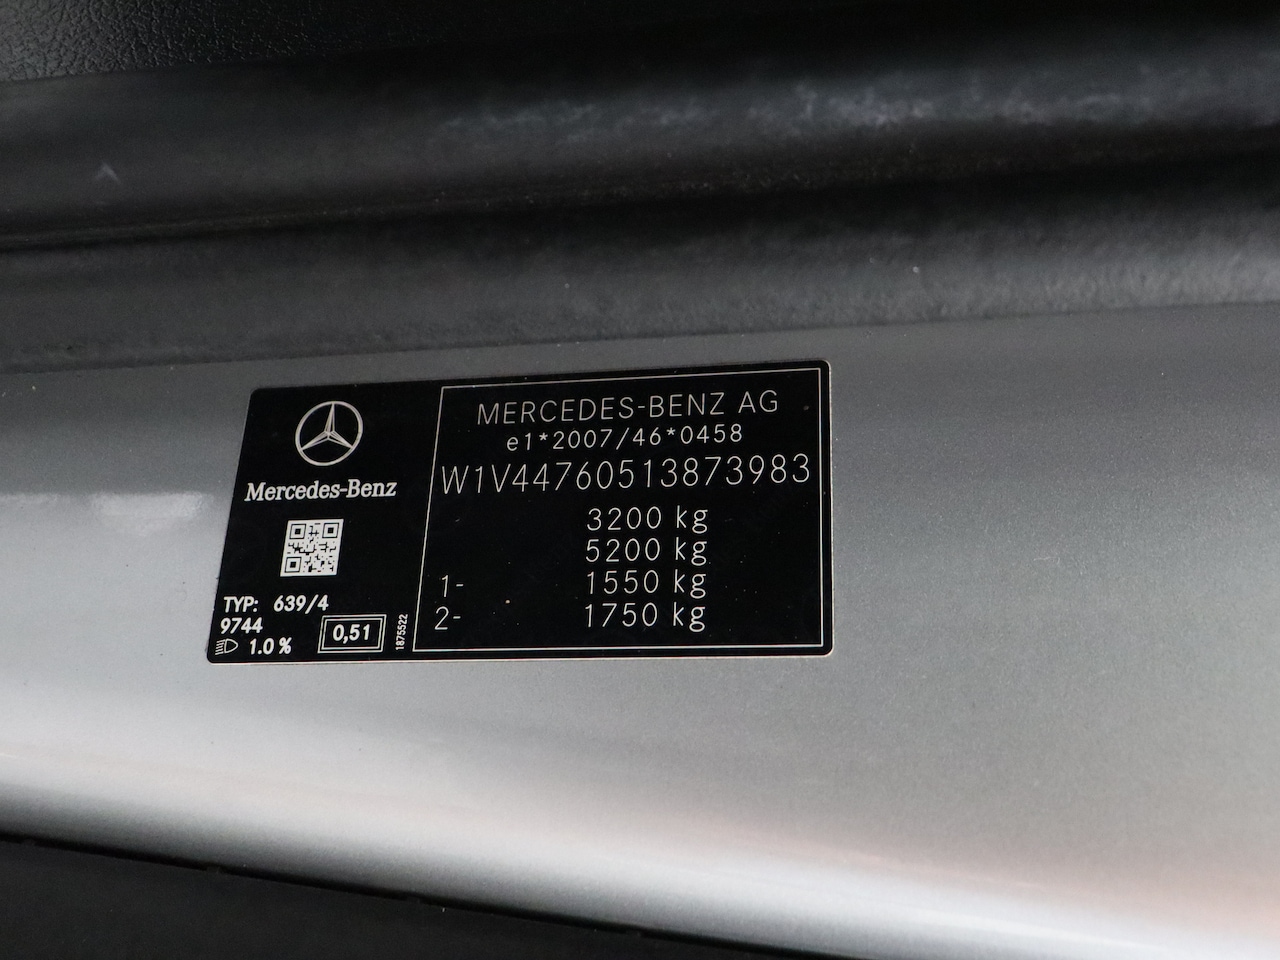 Mercedes-Benz
TYP: 639/4
9744
1.0 %
0,51
1875522
MERCEDES-BENZ AG
e1*2007/46*0458
W1V44760513873983
3200 kg
5200 kg
1- 1550 kg
2- 1750 kg